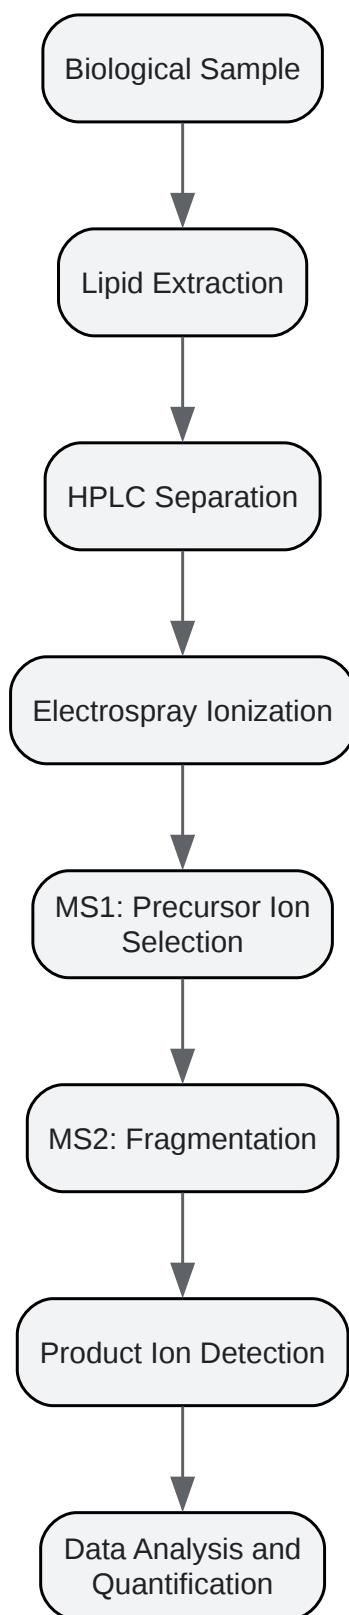 Biological Sample
Lipid Extraction
HPLC Separation
Electrospray Ionization
MS1: Precursor Ion
Selection
MS2: Fragmentation
Product Ion Detection
Data Analysis and
Quantification